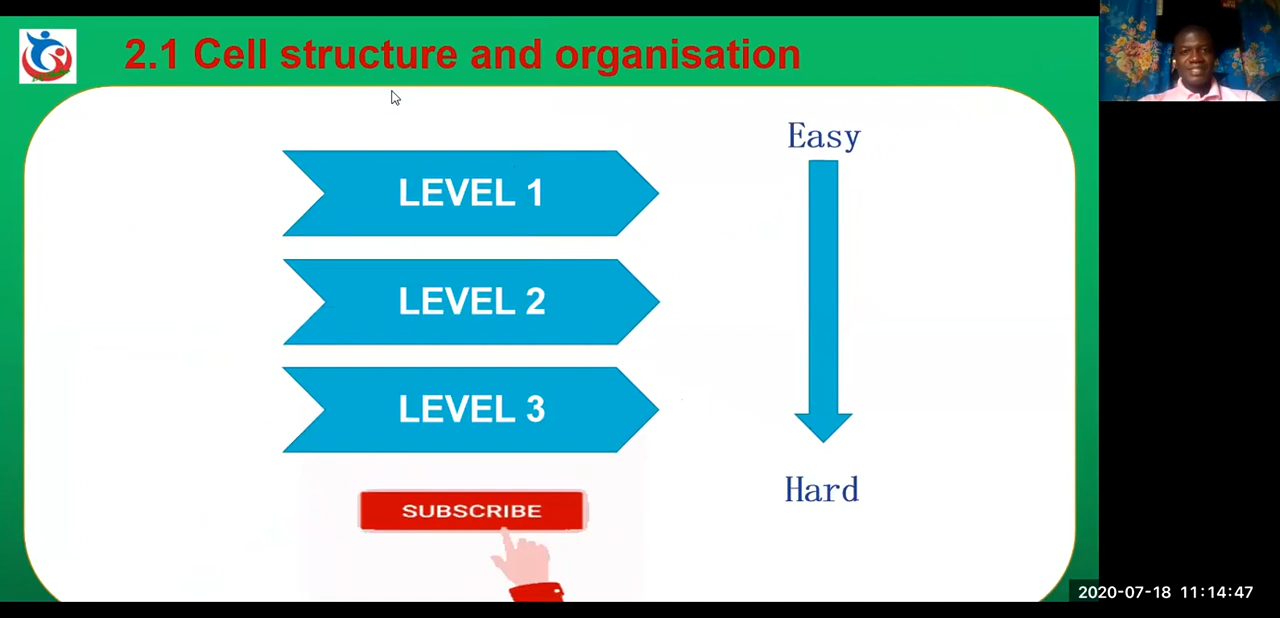 2.1 Cell structure and organisation
Easy
LEVEL 1
LEVEL 2
LEVEL 3
Hard
SUBSCRIBE
2020-07-18 11:14:47